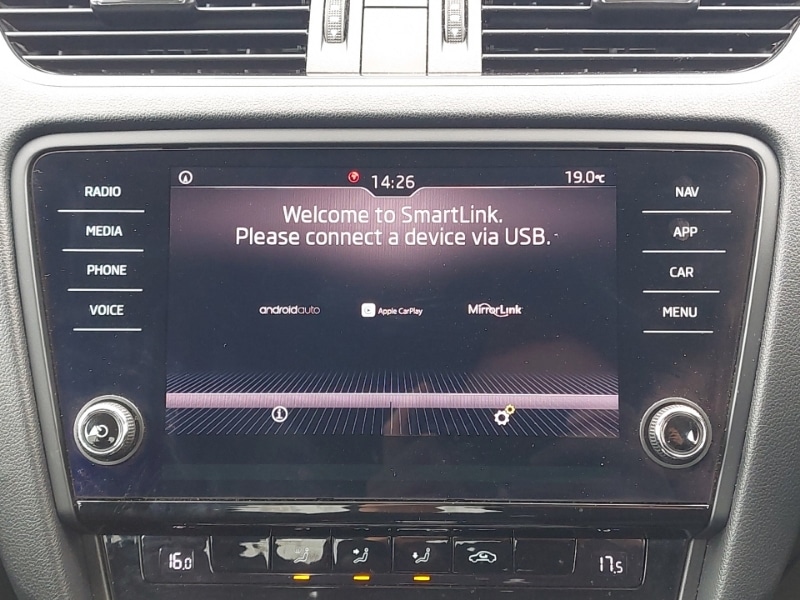 14:26
19.0°C
RADIO
MEDIA
PHONE
VOICE
Welcome to SmartLink.
Please connect a device via USB.
androidauto
Apple CarPlay
MirrorLink
NAV
APP
CAR
MENU
16.0
17.5